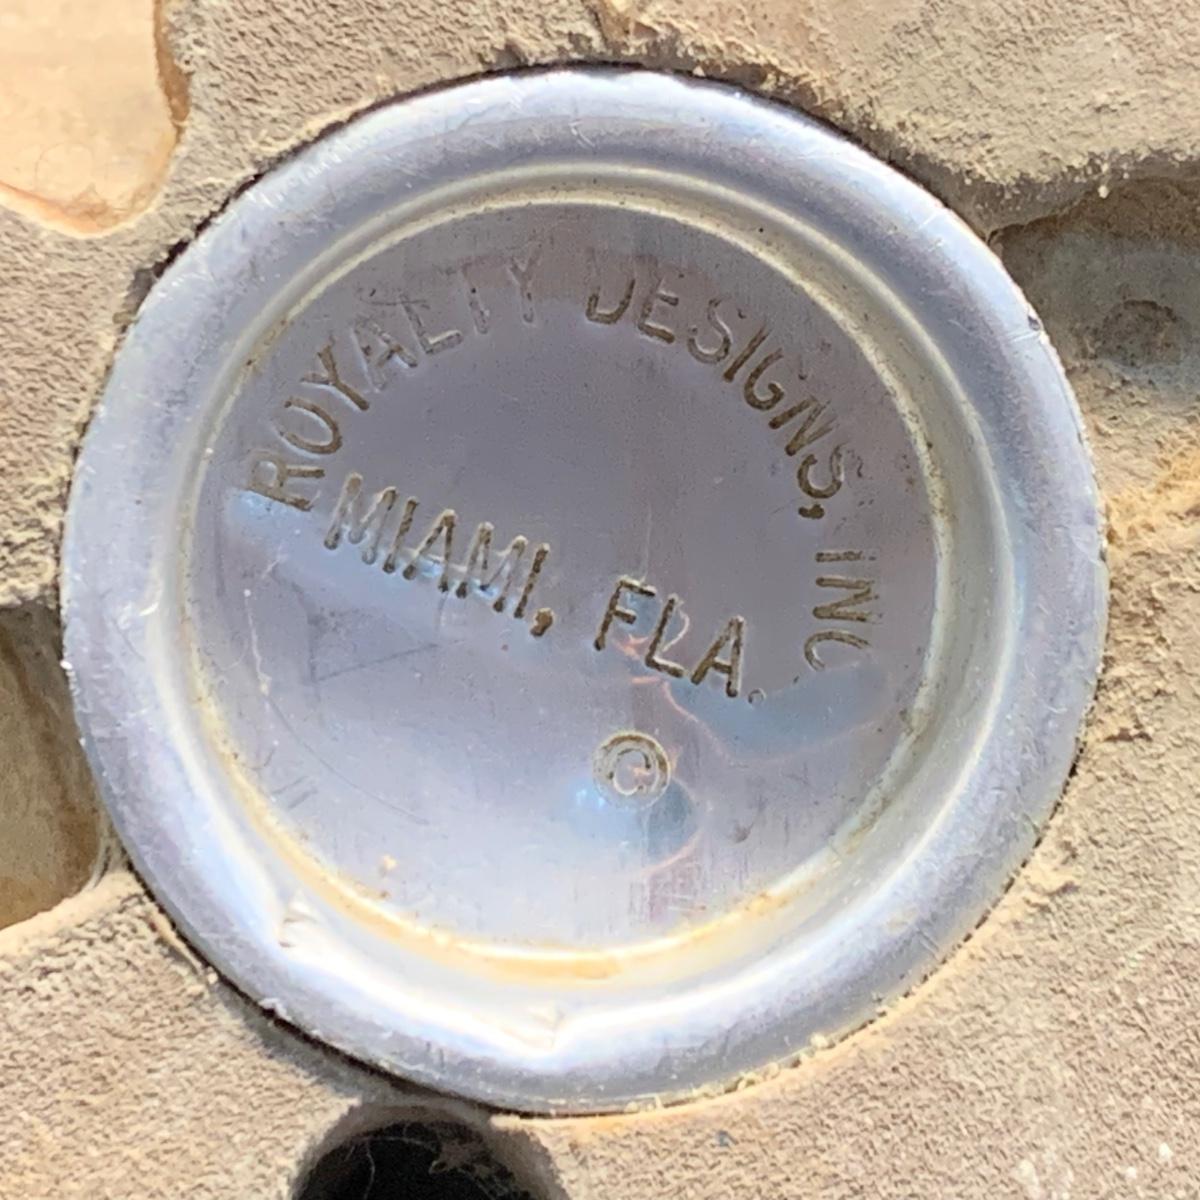 ROYALTY DESIGNS, INC
MIAMI, FLA.
©